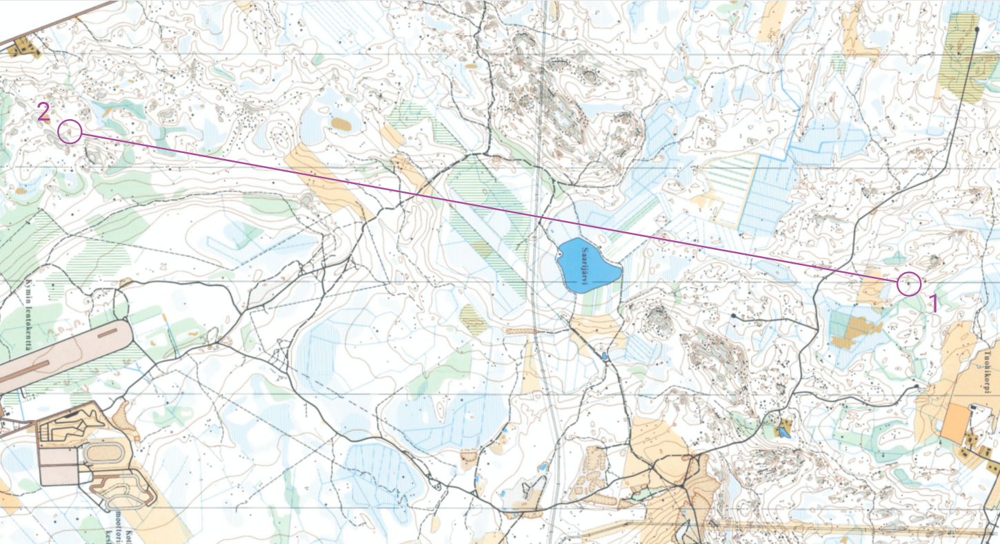 2
Saarijärvi
1
Kymin lentokenttä
Tuohikorpi